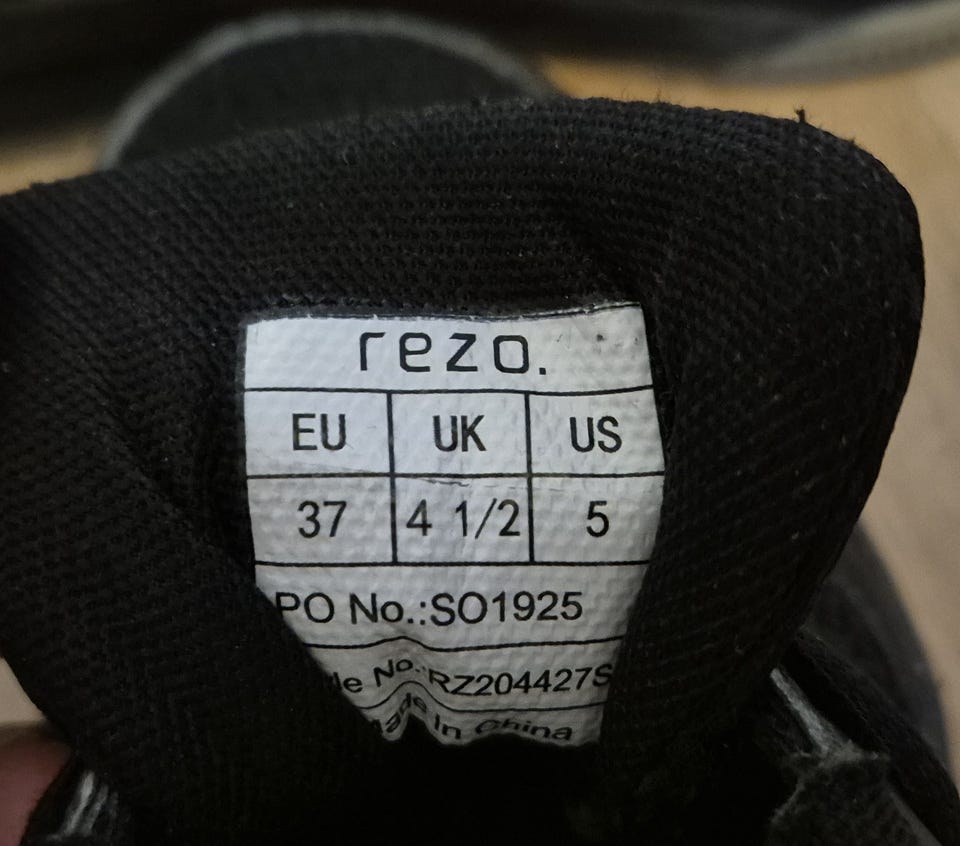 rezo.
EU UK US
37 4 1/2 5
PO No.:SO1925
No.:RZ204427S
In China